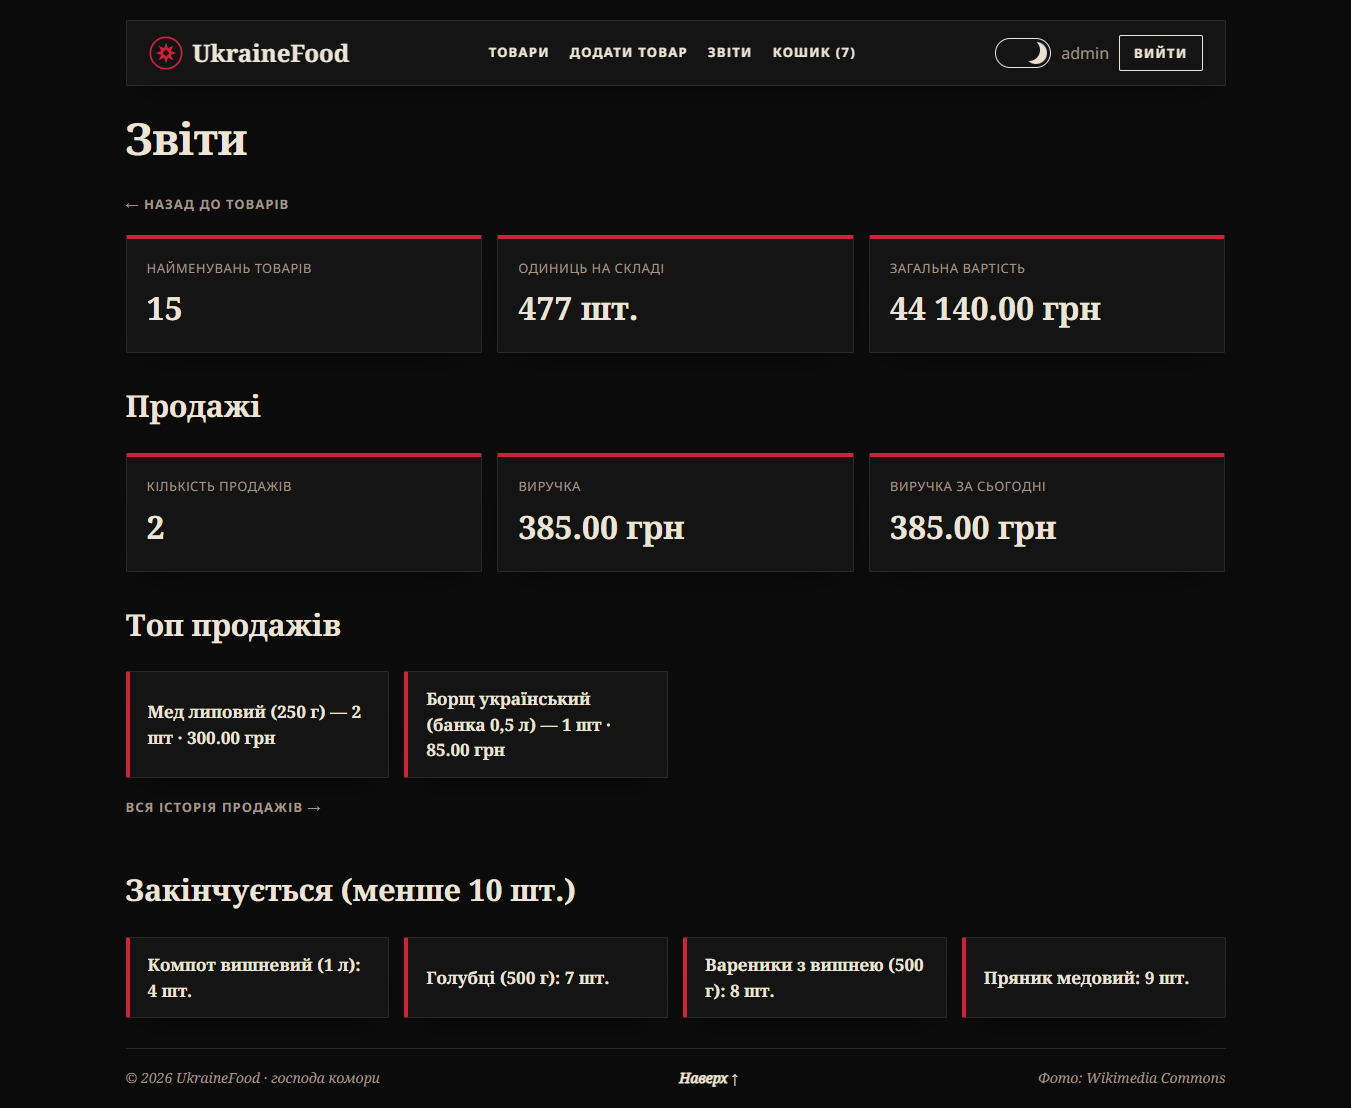 UkraineFood
ТОВАРИ
ДОДАТИ ТОВАР
ЗВІТИ
КОШИК (7)
admin
ВИЙТИ
Звіти
← НАЗАД ДО ТОВАРІВ
НАЙМЕНУВАНЬ ТОВАРІВ
15
ОДИНИЦЬ НА СКЛАДІ
477 шт.
ЗАГАЛЬНА ВАРТІСТЬ
44 140.00 грн
Продажі
КІЛЬКІСТЬ ПРОДАЖІВ
2
ВИРУЧКА
385.00 грн
ВИРУЧКА ЗА СЬОГОДНІ
385.00 грн
Топ продажів
Мед липовий (250 г) — 2
шт · 300.00 грн
Борщ український
(банка 0,5 л) — 1 шт ·
85.00 грн
ВСЯ ІСТОРІЯ ПРОДАЖІВ →
Закінчується (менше 10 шт.)
Компот вишневий (1 л):
4 шт.
Голубці (500 г): 7 шт.
Вареники з вишнею (500
г): 8 шт.
Пряник медовий: 9 шт.
© 2026 UkraineFood · господа комори
Наверх ↑
Фото: Wikimedia Commons